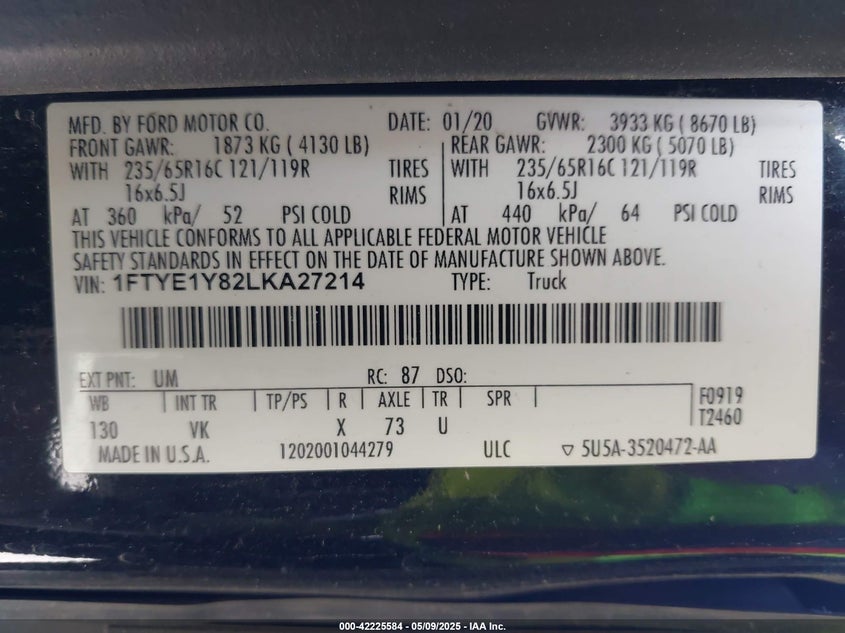 MFD. BY FORD MOTOR CO. DATE: 01/20 GVWR: 3933 KG ( 8670 LB)
FRONT GAWR: 1873 KG ( 4130 LB) REAR GAWR: 2300 KG ( 5070 LB)
WITH 235/65R16C 121/119R TIRES WITH 235/65R16C 121/119R TIRES
16x6.5J RIMS 16x6.5J RIMS
AT 360 kPa/ 52 PSI COLD AT 440 kPa/ 64 PSI COLD
THIS VEHICLE CONFORMS TO ALL APPLICABLE FEDERAL MOTOR VEHICLE
SAFETY STANDARDS IN EFFECT ON THE DATE OF MANUFACTURE SHOWN ABOVE.
VIN: 1FTYE1Y82LKA27214 TYPE: Truck
EXT PNT: UM RC: 87 DSO:
WB INT TR TP/PS R AXLE TR SPR F0919
T2460
130 VK X 73 U
MADE IN U.S.A. 1202001044279 ULC 5U5A-3520472-AA
000-42225584 - 05/09/2025 - IAA Inc.